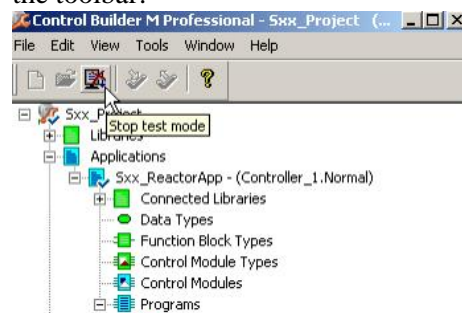 the toolbar.
Control Builder M Professional - Sxx_Project (...
File Edit View Tools Window Help
Sxx_Project
Stop test mode
Libraries
Applications
Sxx_ReactorApp - (Controller_1.Normal)
Connected Libraries
Data Types
Function Block Types
Control Module Types
Control Modules
Programs